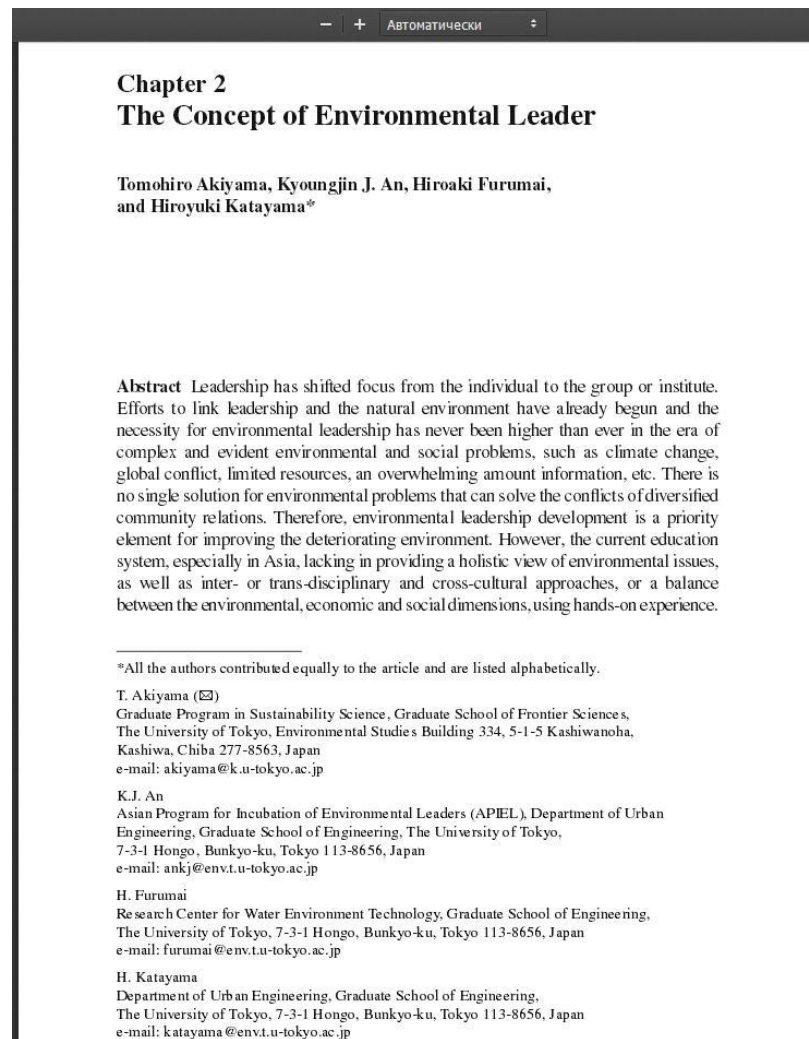 − + Автоматически
Chapter 2
The Concept of Environmental Leader
Tomohiro Akiyama, Kyoungjin J. An, Hiroaki Furumai,
and Hiroyuki Katayama*
Abstract Leadership has shifted focus from the individual to the group or institute.
Efforts to link leadership and the natural environment have already begun and the
necessity for environmental leadership has never been higher than ever in the era of
complex and evident environmental and social problems, such as climate change,
global conflict, limited resources, an overwhelming amount information, etc. There is
no single solution for environmental problems that can solve the conflicts of diversified
community relations. Therefore, environmental leadership development is a priority
element for improving the deteriorating environment. However, the current education
system, especially in Asia, lacking in providing a holistic view of environmental issues,
as well as inter- or trans-disciplinary and cross-cultural approaches, or a balance
between the environmental, economic and social dimensions, using hands-on experience.
*All the authors contributed equally to the article and are listed alphabetically.
T. Akiyama (✉)
Graduate Program in Sustainability Science, Graduate School of Frontier Sciences,
The University of Tokyo, Environmental Studies Building 334, 5-1-5 Kashiwanoha,
Kashiwa, Chiba 277-8563, Japan
e-mail: akiyama@k.u-tokyo.ac.jp
K.J. An
Asian Program for Incubation of Environmental Leaders (APIEL), Department of Urban
Engineering, Graduate School of Engineering, The University of Tokyo,
7-3-1 Hongo, Bunkyo-ku, Tokyo 113-8656, Japan
e-mail: ankj@env.t.u-tokyo.ac.jp
H. Furumai
Research Center for Water Environment Technology, Graduate School of Engineering,
The University of Tokyo, 7-3-1 Hongo, Bunkyo-ku, Tokyo 113-8656, Japan
e-mail: furumai@env.t.u-tokyo.ac.jp
H. Katayama
Department of Urban Engineering, Graduate School of Engineering,
The University of Tokyo, 7-3-1 Hongo, Bunkyo-ku, Tokyo 113-8656, Japan
e-mail: katayama@env.t.u-tokyo.ac.jp